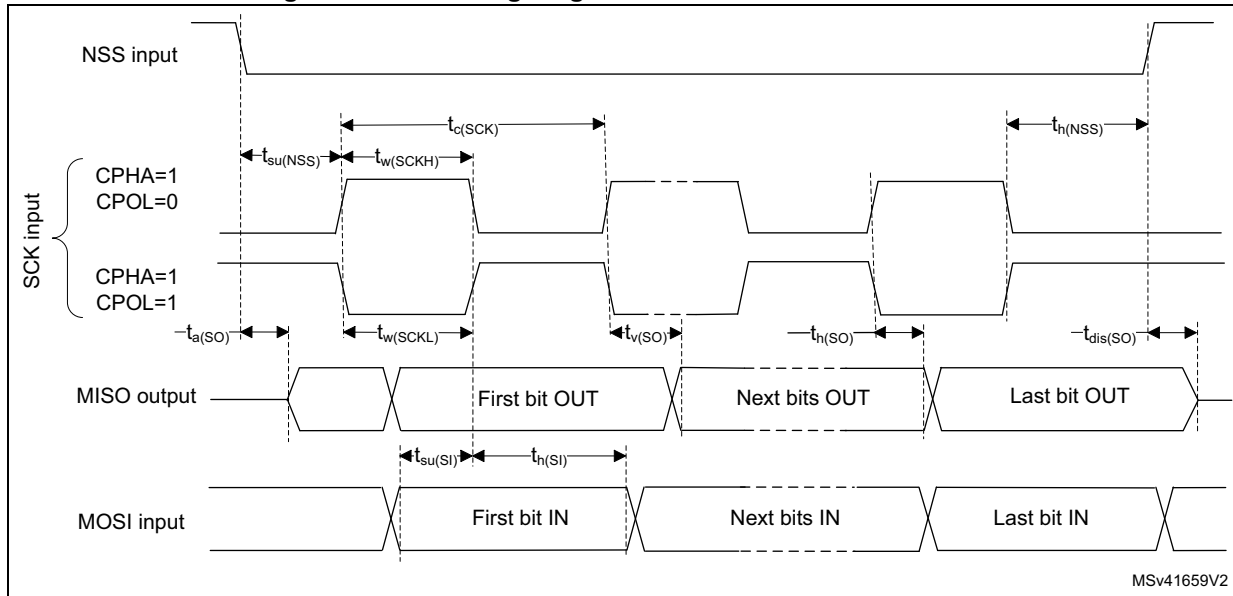 NSS input
tc(SCK)
th(NSS)
tsu(NSS)
tw(SCKH)
CPHA=1
CPOL=0
SCK input
CPHA=1
CPOL=1
ta(SO)
tw(SCKL)
tv(SO)
th(SO)
tdis(SO)
MISO output
First bit OUT
Next bits OUT
Last bit OUT
tsu(SI)
th(SI)
MOSI input
First bit IN
Next bits IN
Last bit IN
MSv41659V2